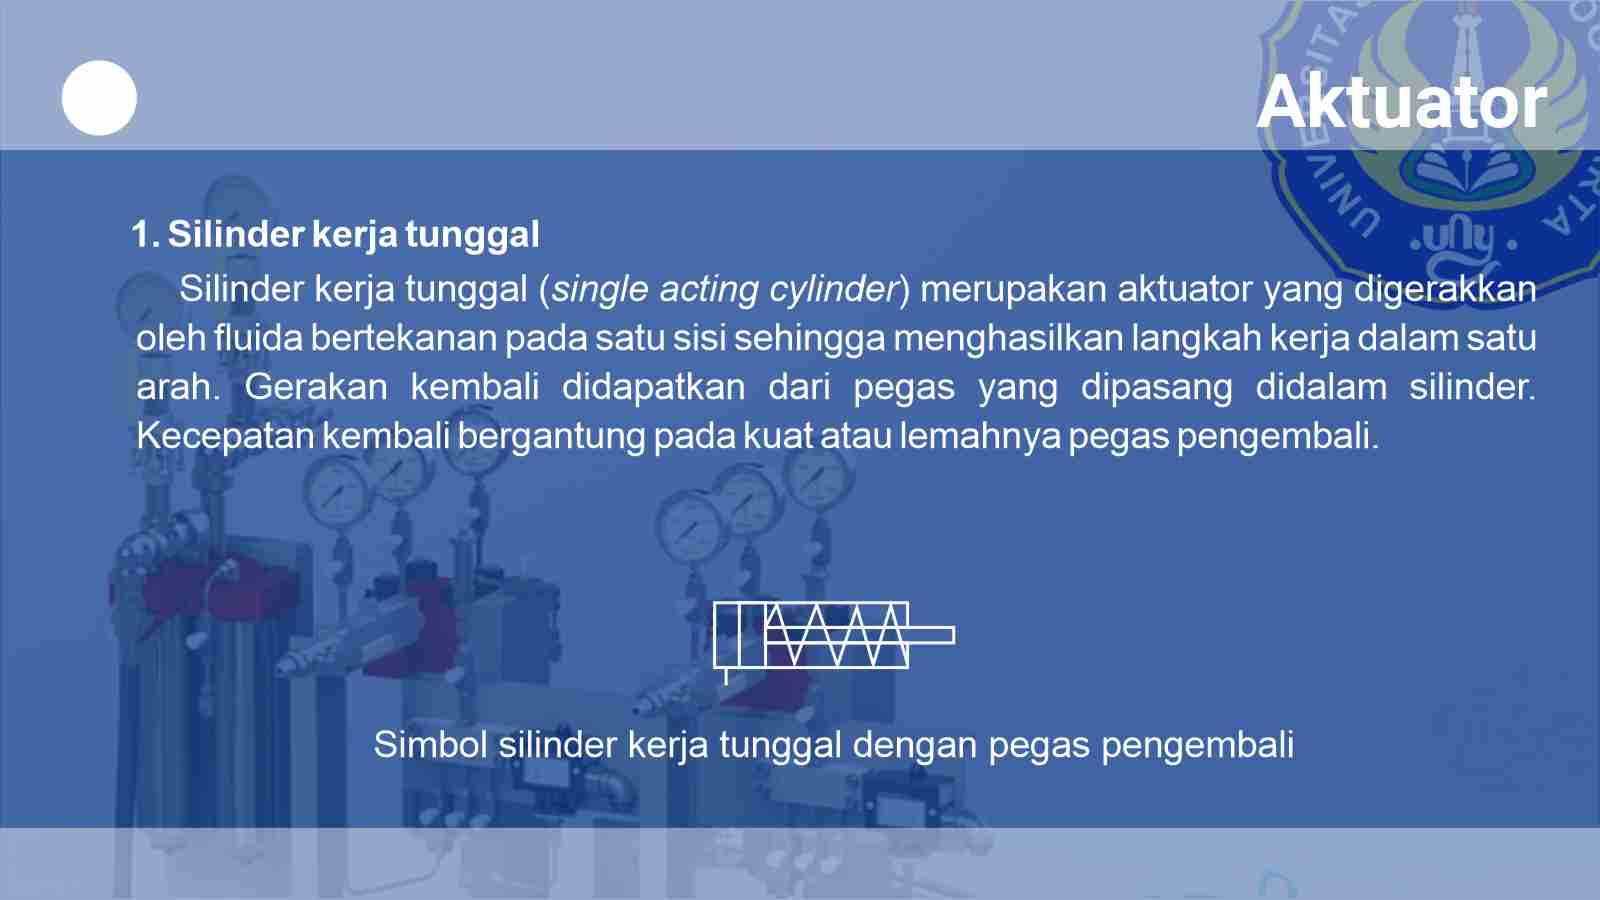 Aktuator
UNIVERSITAS
uny
1. Silinder kerja tunggal
Silinder kerja tunggal (single acting cylinder) merupakan aktuator yang digerakkan
oleh fluida bertekanan pada satu sisi sehingga menghasilkan langkah kerja dalam satu
arah. Gerakan kembali didapatkan dari pegas yang dipasang didalam silinder.
Kecepatan kembali bergantung pada kuat atau lemahnya pegas pengembali.
Simbol silinder kerja tunggal dengan pegas pengembali